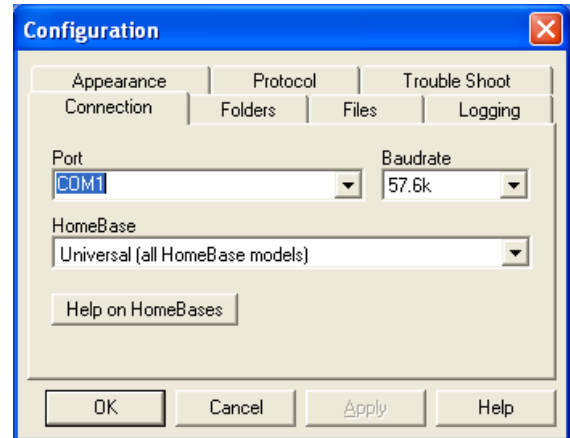 Configuration
Appearance Protocol Trouble Shoot
Connection Folders Files Logging
Port Baudrate
COM1 57.6k
HomeBase
Universal (all HomeBase models)
Help on HomeBases
OK Cancel Apply Help